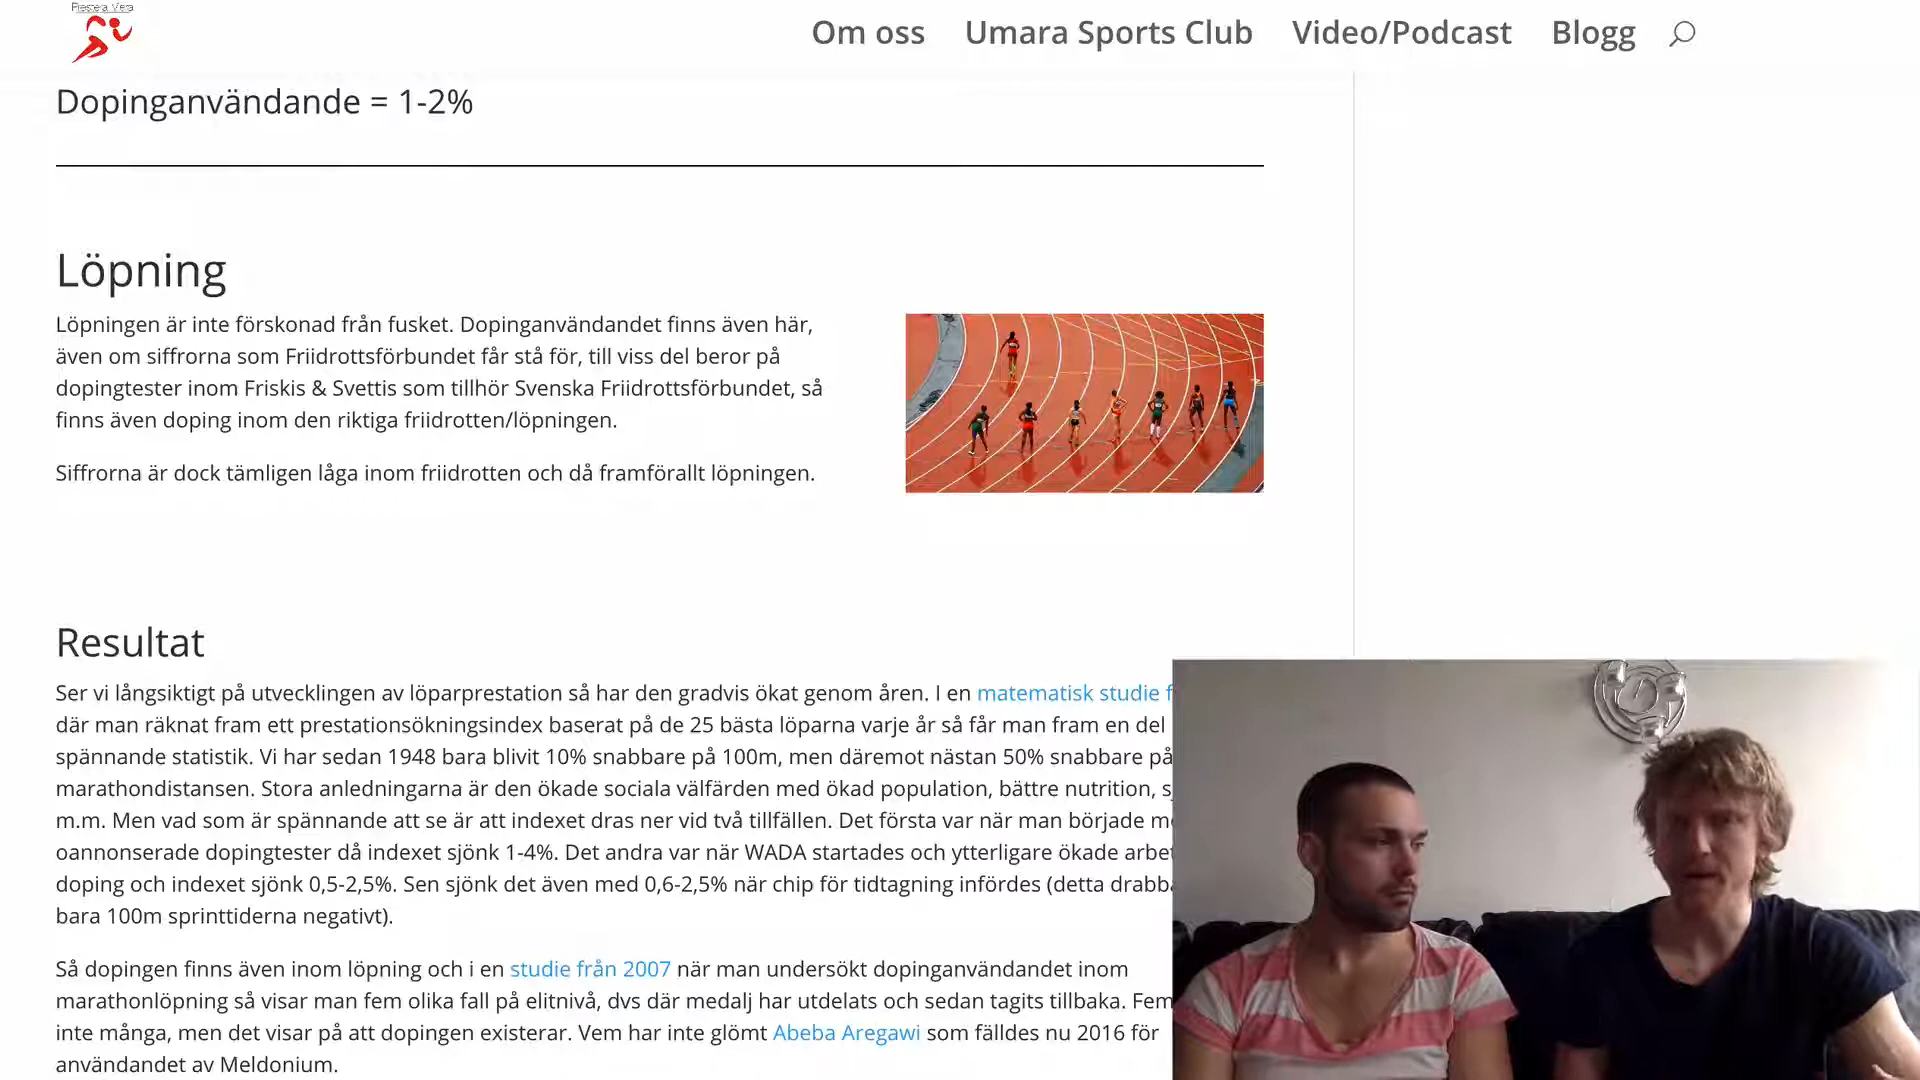 Om oss Umara Sports Club Video/Podcast Blogg
Dopinganvändande = 1-2%
Löpning
Löpningen är inte förskonad från fusket. Dopinganvändandet finns även här,
även om siffrorna som Friidrottsförbundet får stå för, till viss del beror på
dopingtester inom Friskis & Svettis som tillhör Svenska Friidrottsförbundet, så
finns även doping inom den riktiga friidrotten/löpningen.
Siffrorna är dock tämligen låga inom friidrotten och då framförallt löpningen.
Resultat
Ser vi långsiktigt på utvecklingen av löparprestation så har den gradvis ökat genom åren. I en matematisk studie f
där man räknat fram ett prestationsökningsindex baserat på de 25 bästa löparna varje år så får man fram en del
spännande statistik. Vi har sedan 1948 bara blivit 10% snabbare på 100m, men däremot nästan 50% snabbare på
marathondistansen. Stora anledningarna är den ökade sociala välfärden med ökad population, bättre nutrition, sj
m.m. Men vad som är spännande att se är att indexet dras ner vid två tillfällen. Det första var när man började me
oannonserade dopingtester då indexet sjönk 1-4%. Det andra var när WADA startades och ytterligare ökade arbet
doping och indexet sjönk 0,5-2,5%. Sen sjönk det även med 0,6-2,5% när chip för tidtagning infördes (detta drabba
bara 100m sprinttiderna negativt).
Så dopingen finns även inom löpning och i en studie från 2007 när man undersökt dopinganvändandet inom
marathonlöpning så visar man fem olika fall på elitnivå, dvs där medalj har utdelats och sedan tagits tillbaka. Fem
inte många, men det visar på att dopingen existerar. Vem har inte glömt Abeba Aregawi som fälldes nu 2016 för
användandet av Meldonium.